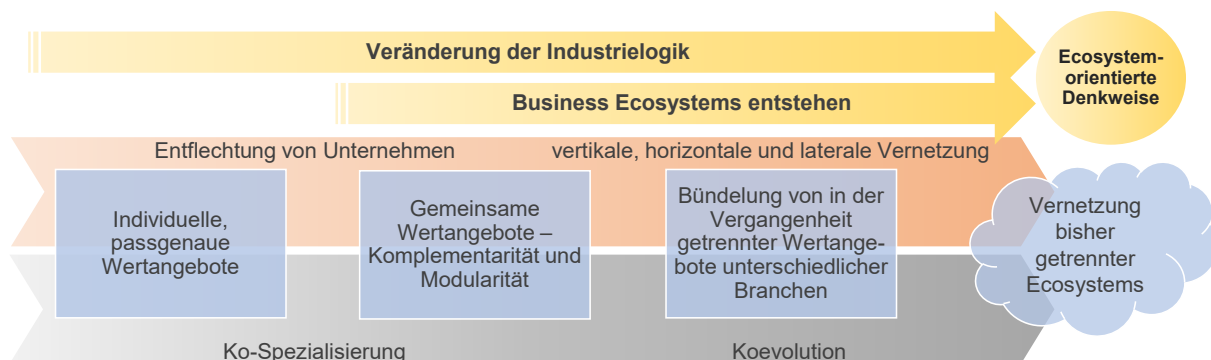 Veränderung der Industrielogik
Ecosystem-
orientierte
Denkweise
Business Ecosystems entstehen
Entflechtung von Unternehmen
vertikale, horizontale und laterale Vernetzung
Individuelle,
passgenaue
Wertangebote
Gemeinsame
Wertangebote –
Komplementarität und
Modularität
Bündelung von in der
Vergangenheit
getrennter Wertange-
bote unterschiedlicher
Branchen
Vernetzung
bisher
getrennter
Ecosystems
Ko-Spezialisierung
Koevolution